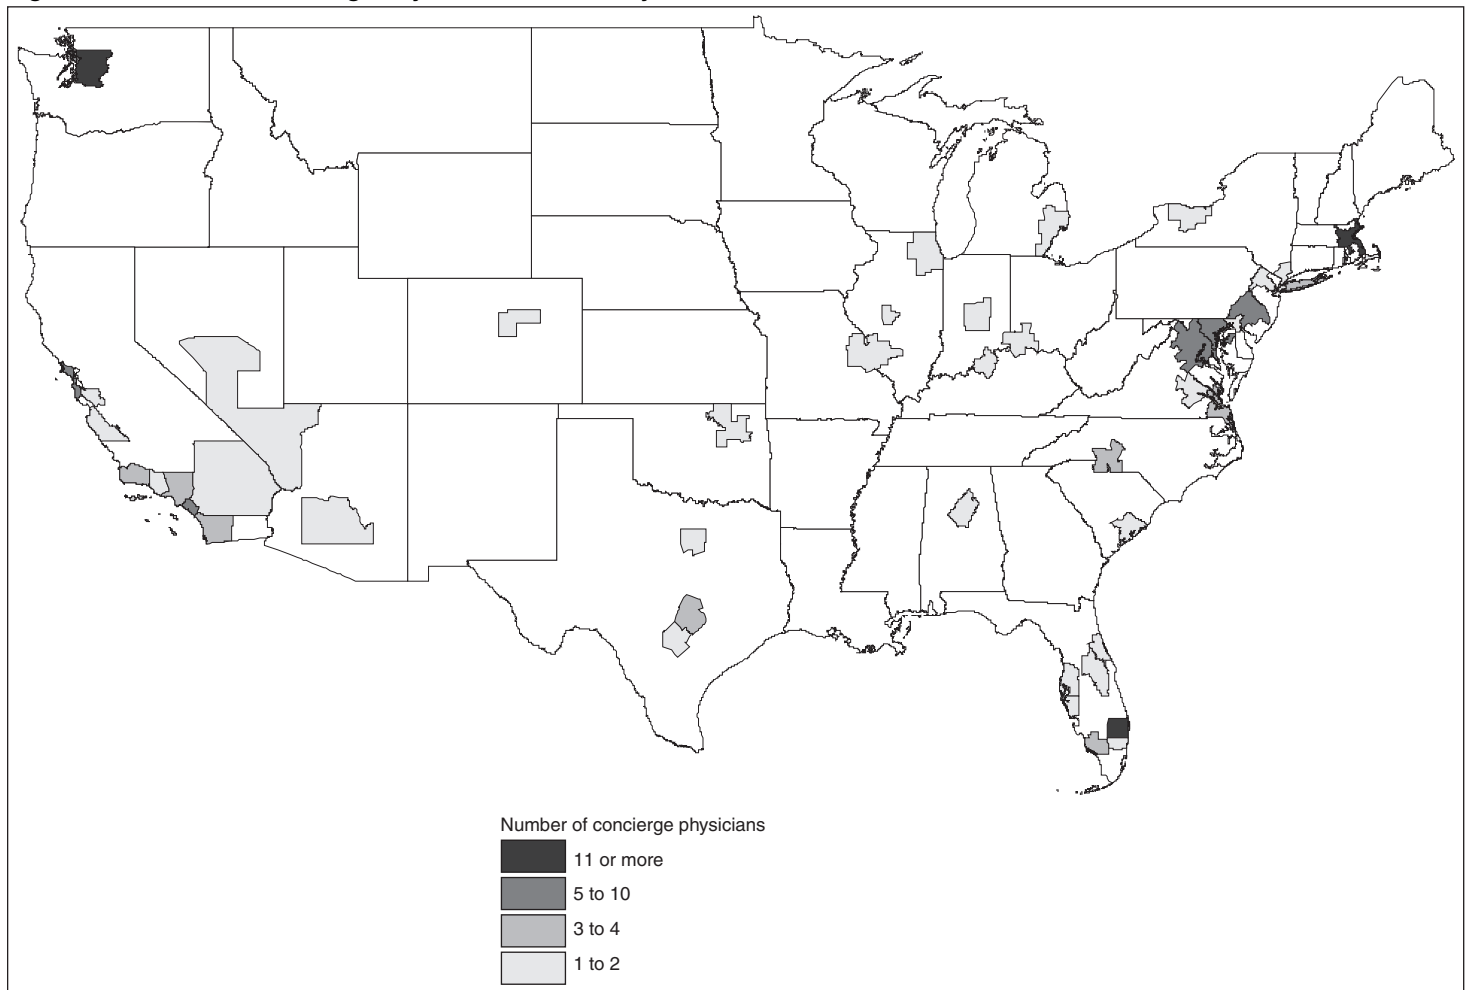 Number of concierge physicians
11 or more
5 to 10
3 to 4
1 to 2